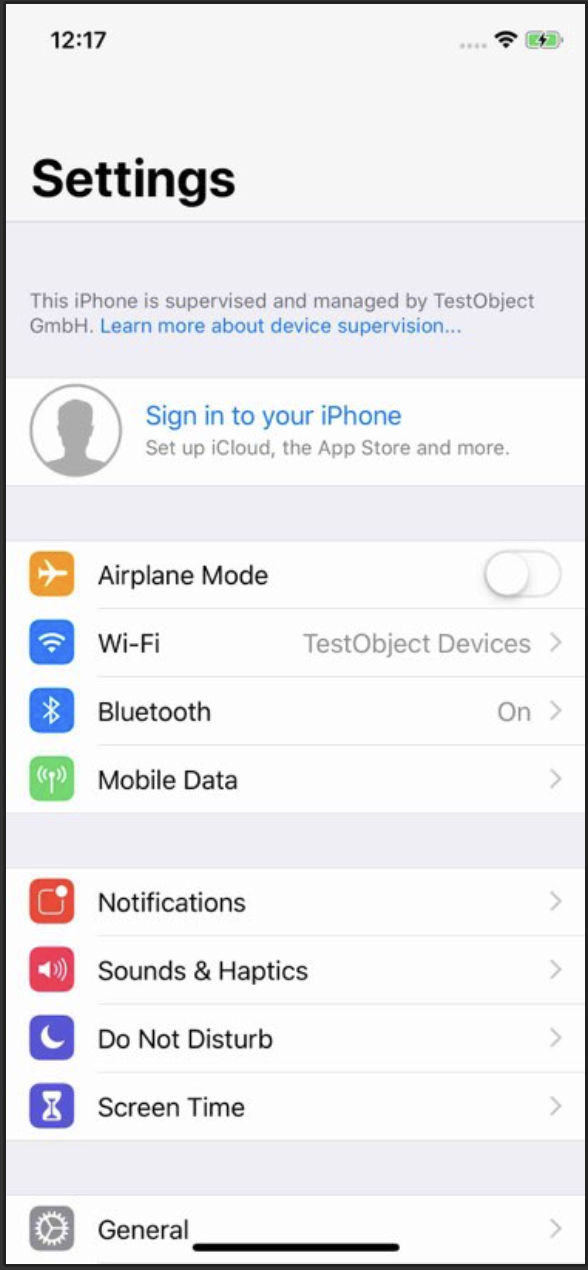 12:17
Settings
This iPhone is supervised and managed by TestObject
GmbH. Learn more about device supervision...
Sign in to your iPhone
Set up iCloud, the App Store and more.
Airplane Mode
Wi-Fi TestObject Devices
Bluetooth On
Mobile Data
Notifications
Sounds & Haptics
Do Not Disturb
Screen Time
General